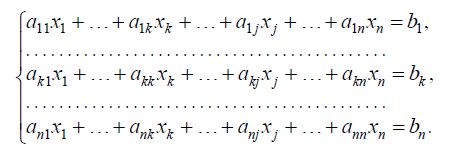 a₁₁x₁ + … + a₁ₖxₖ + … + a₁ⱼxⱼ + … + a₁ₙxₙ = b₁,
. . . . . . . . . . . . . . . . . . . . . . . . . . . . . . . . . . . . . . . . . .
aₖ₁x₁ + … + aₖₖxₖ + … + aₖⱼxⱼ + … + aₖₙxₙ = bₖ,
. . . . . . . . . . . . . . . . . . . . . . . . . . . . . . . . . . . . . . . . . .
aₙ₁x₁ + … + aₙₖxₖ + … + aₙⱼxⱼ + … + aₙₙxₙ = bₙ.